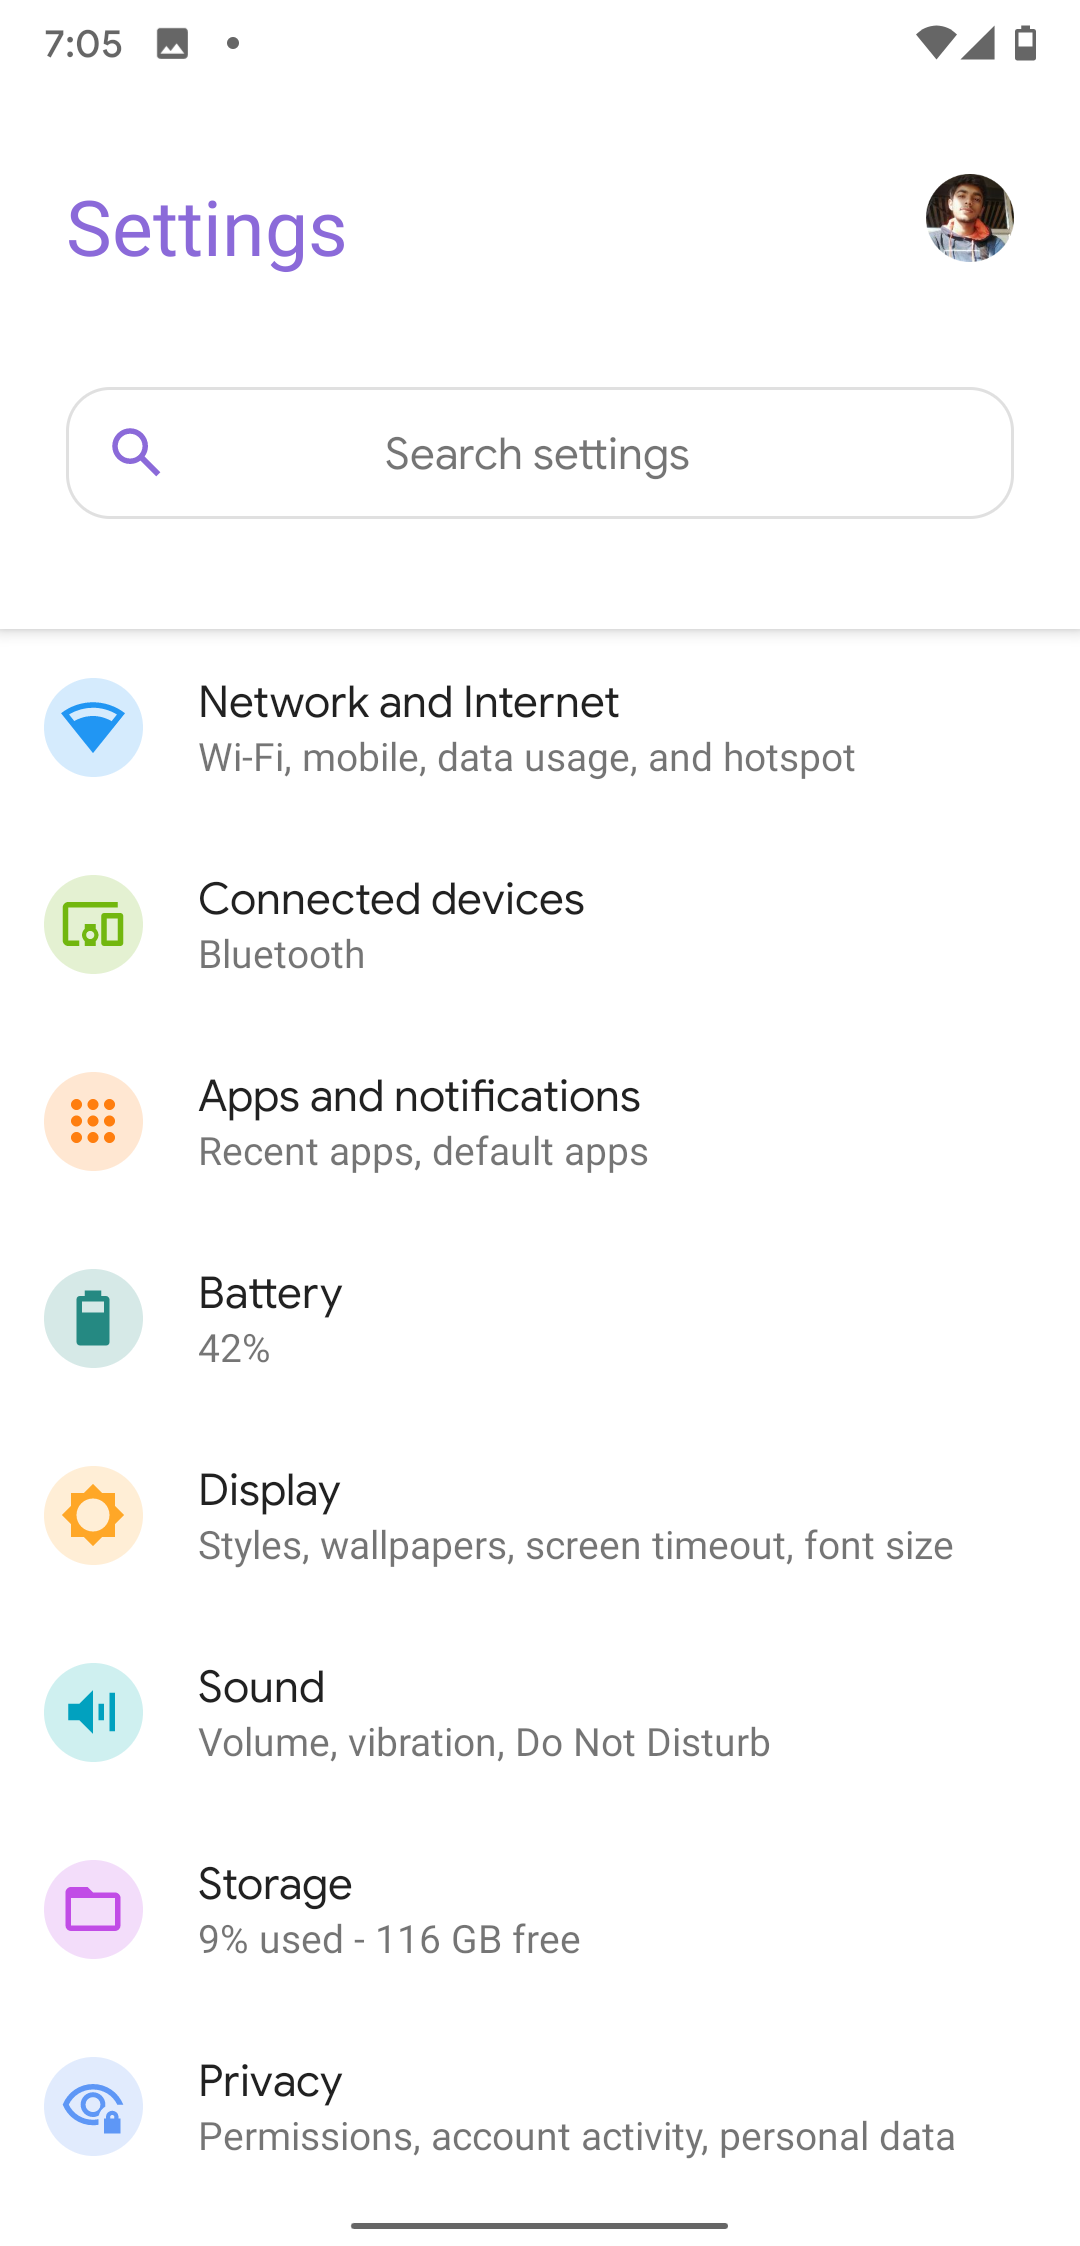 7:05
Settings
Search settings
Network and Internet
Wi-Fi, mobile, data usage, and hotspot
Connected devices
Bluetooth
Apps and notifications
Recent apps, default apps
Battery
42%
Display
Styles, wallpapers, screen timeout, font size
Sound
Volume, vibration, Do Not Disturb
Storage
9% used - 116 GB free
Privacy
Permissions, account activity, personal data